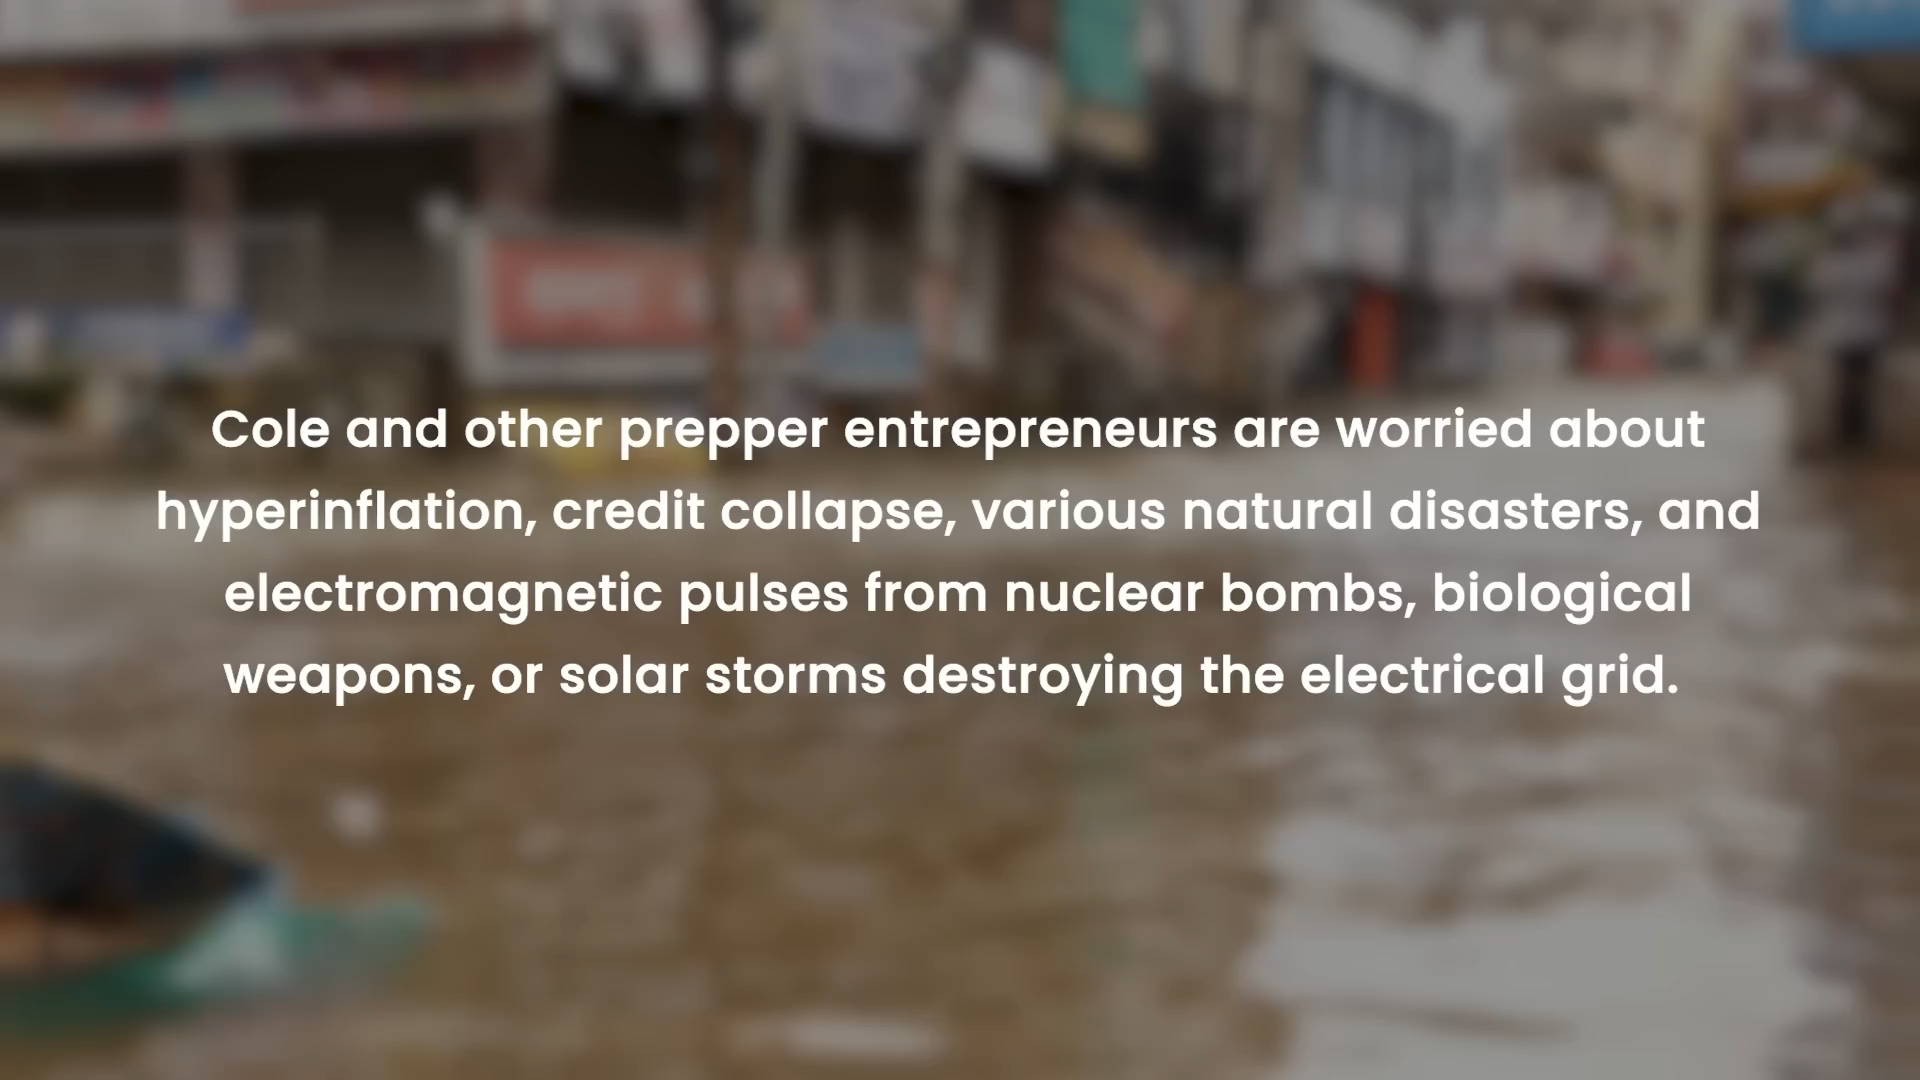 Cole and other prepper entrepreneurs are worried about
hyperinflation, credit collapse, various natural disasters, and
electromagnetic pulses from nuclear bombs, biological
weapons, or solar storms destroying the electrical grid.